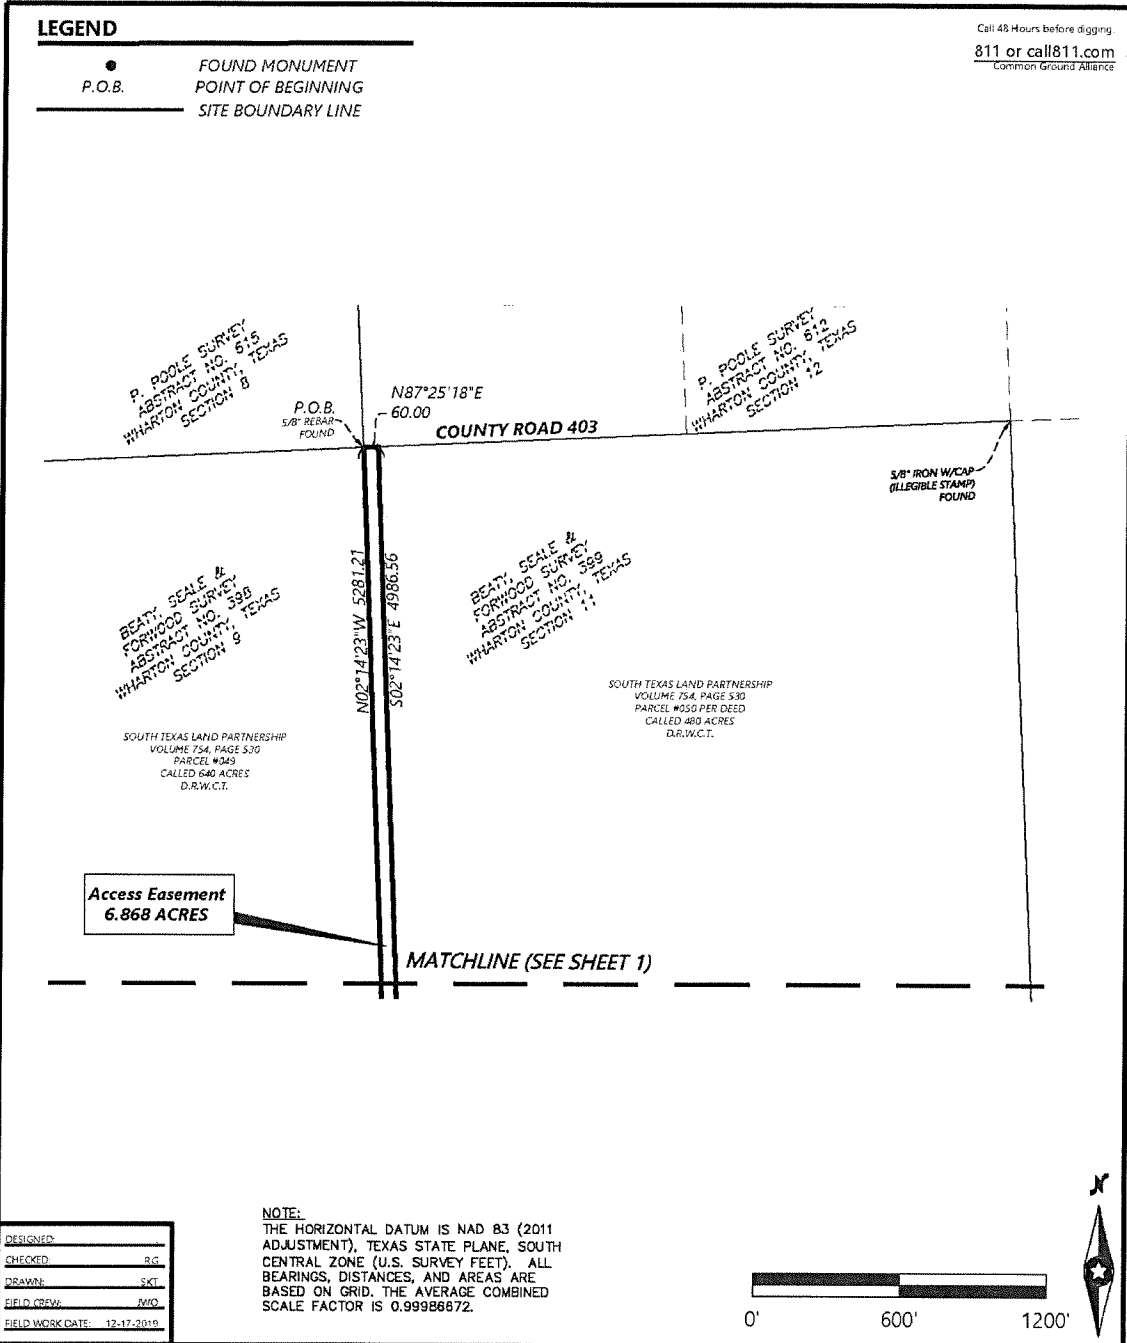 LEGEND
FOUND MONUMENT
P.O.B. POINT OF BEGINNING
SITE BOUNDARY LINE
Call 48 Hours before digging.
811 or call811.com
Common Ground Alliance
P. POOLE SURVEY
ABSTRACT NO. 615
WHARTON COUNTY, TEXAS
SECTION 8
P. POOLE SURVEY
ABSTRACT NO. 612
WHARTON COUNTY, TEXAS
SECTION 12
P.O.B.
5/8" REBAR
FOUND
N87°25'18"E
60.00
COUNTY ROAD 403
5/8" IRON W/CAP
(ILLEGIBLE STAMP)
FOUND
BEATY, SEALE &
FORWOOD SURVEY
ABSTRACT NO. 398
WHARTON COUNTY, TEXAS
SECTION 9
N02°14'23"W 5281.21
S02°14'23"E 4986.56
BEATY, SEALE &
FORWOOD SURVEY
ABSTRACT NO. 399
WHARTON COUNTY, TEXAS
SECTION 11
SOUTH TEXAS LAND PARTNERSHIP
VOLUME 754, PAGE 530
PARCEL #049
CALLED 640 ACRES
D.R.W.C.T.
SOUTH TEXAS LAND PARTNERSHIP
VOLUME 754, PAGE 530
PARCEL #050 PER DEED
CALLED 480 ACRES
D.R.W.C.T.
Access Easement
6.868 ACRES
MATCHLINE (SEE SHEET 1)
DESIGNED:
CHECKED: RG
DRAWN: SKT
FIELD CREW: JWO
FIELD WORK DATE: 12-17-2019
NOTE:
THE HORIZONTAL DATUM IS NAD 83 (2011
ADJUSTMENT), TEXAS STATE PLANE, SOUTH
CENTRAL ZONE (U.S. SURVEY FEET). ALL
BEARINGS, DISTANCES, AND AREAS ARE
BASED ON GRID. THE AVERAGE COMBINED
SCALE FACTOR IS 0.99986672.
N
0' 600' 1200'